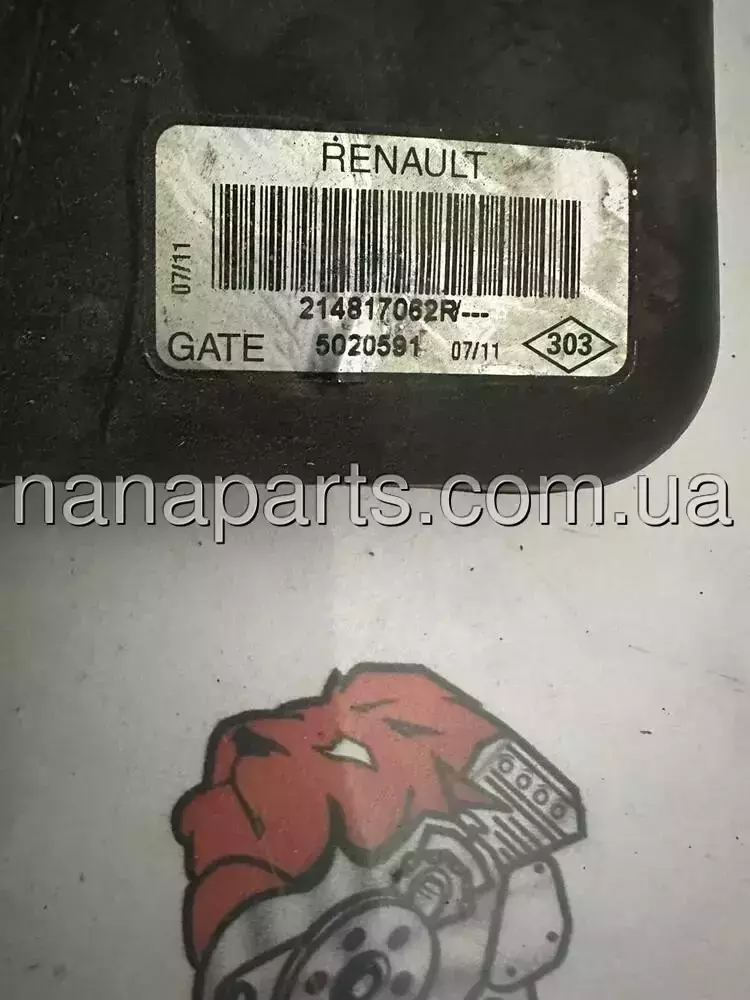 RENAULT
07/11
214817062R/---
GATE 5020591 07/11 303
nanaparts.com.ua